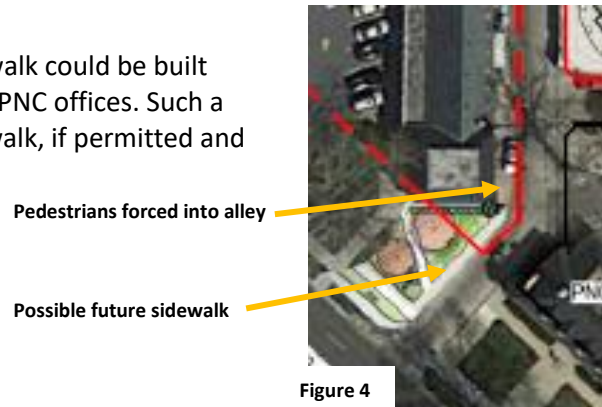 walk could be built
PNC offices. Such a
walk, if permitted and
Pedestrians forced into alley
Possible future sidewalk
PN
Figure 4